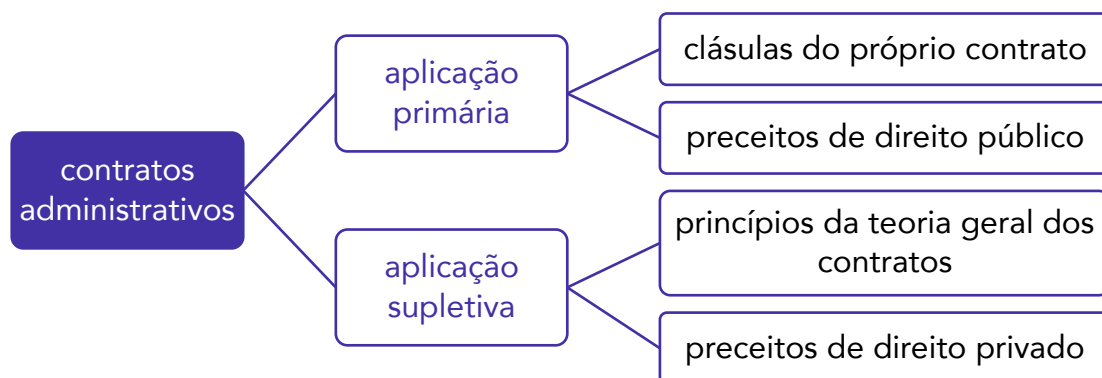 contratos
administrativos
aplicação
primária
clásulas do próprio contrato
preceitos de direito público
aplicação
supletiva
princípios da teoria geral dos
contratos
preceitos de direito privado